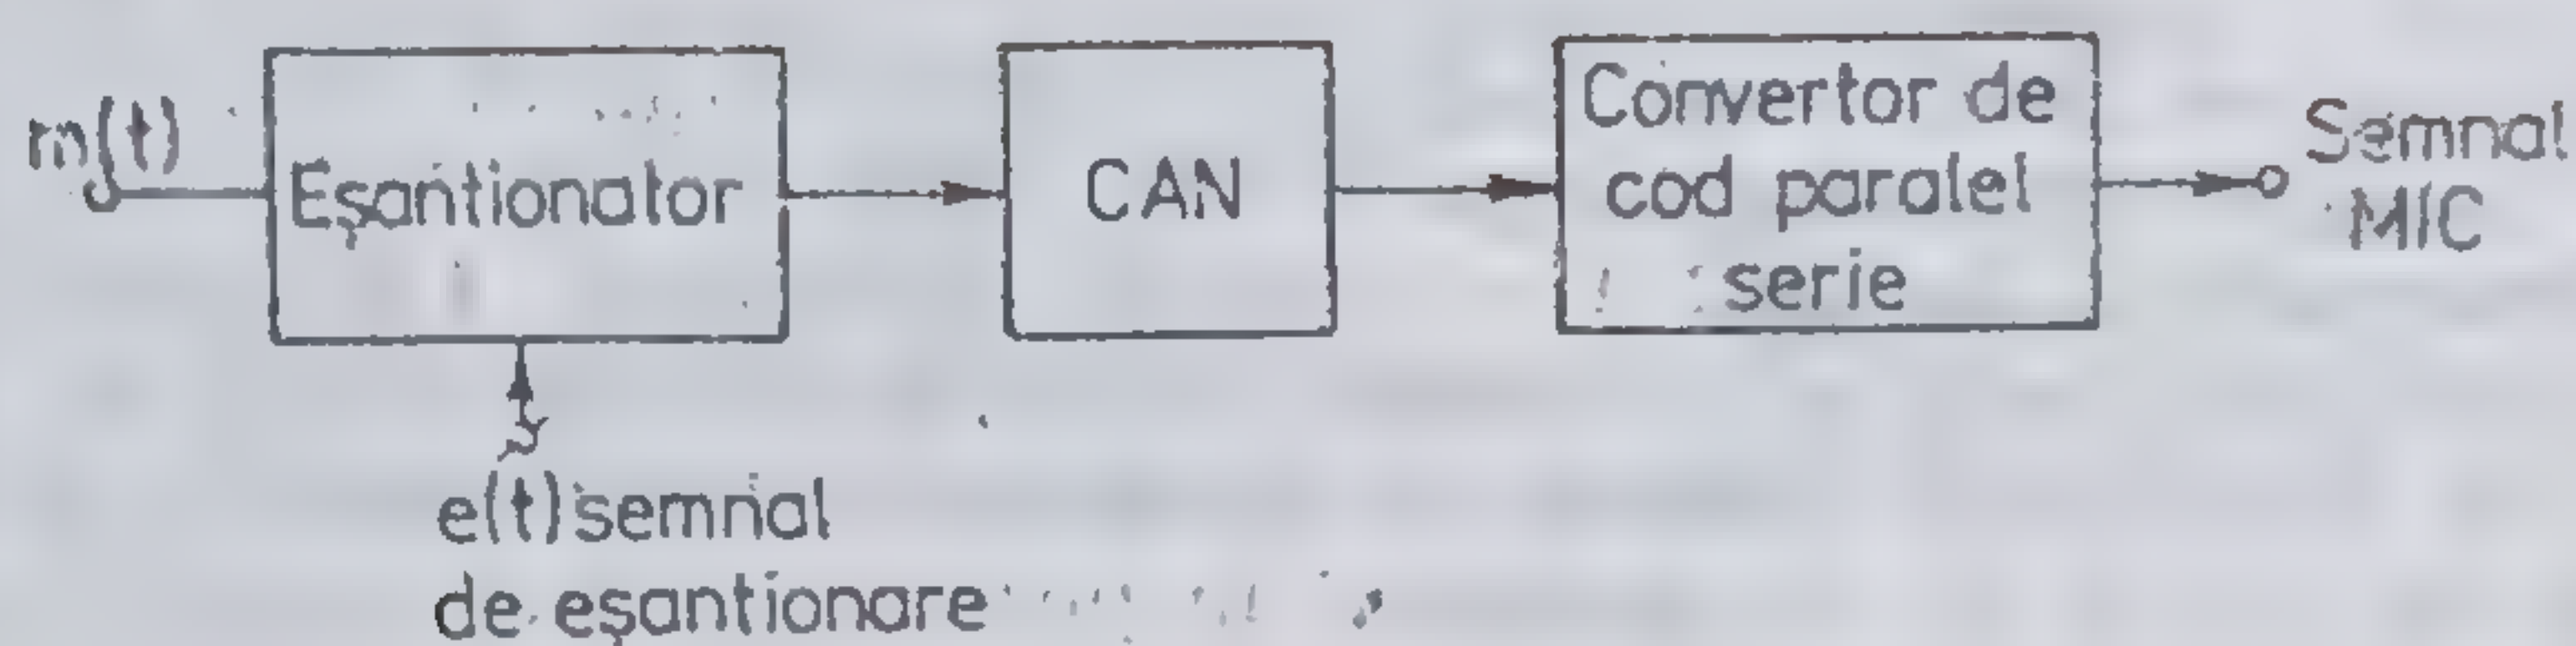 m(t)
Eşantionator
CAN
Convertor de
cod paralel
serie
Semnal
MIC
e(t) semnal
de eşantionare